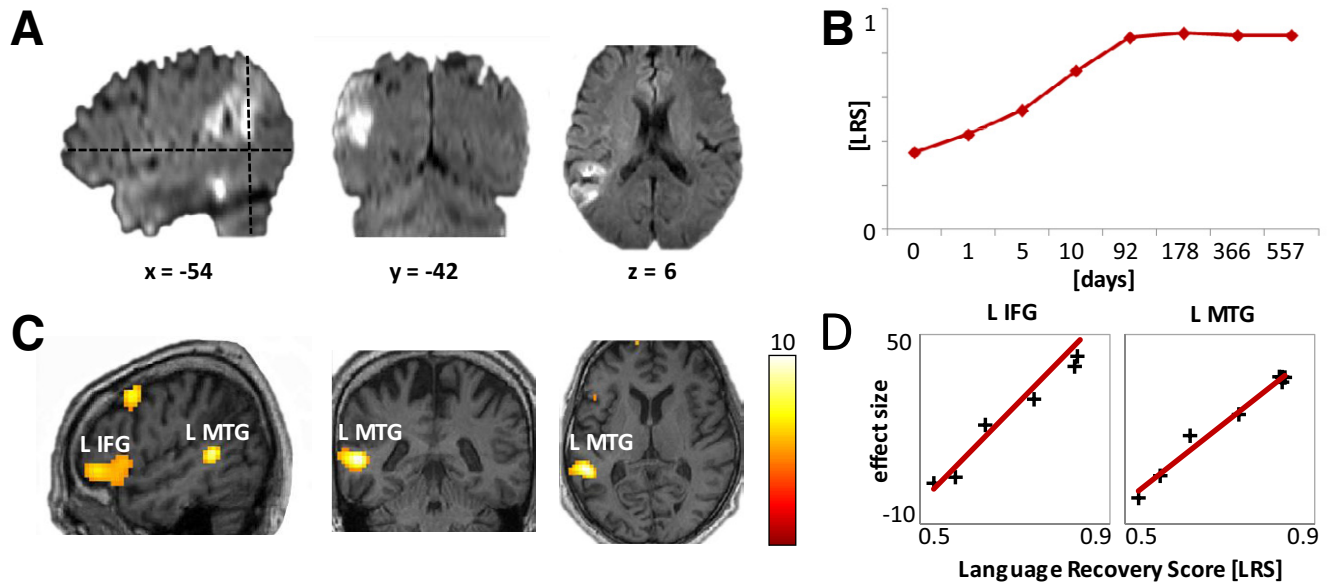 A
x = -54
y = -42
z = 6
B
1
[LRS]
0
0 1 5 10 92 178 366 557
[days]
C
L IFG
L MTG
L MTG
L MTG
10
0
D
L IFG
L MTG
50
effect size
-10
0.5 0.9 0.5 0.9
Language Recovery Score [LRS]